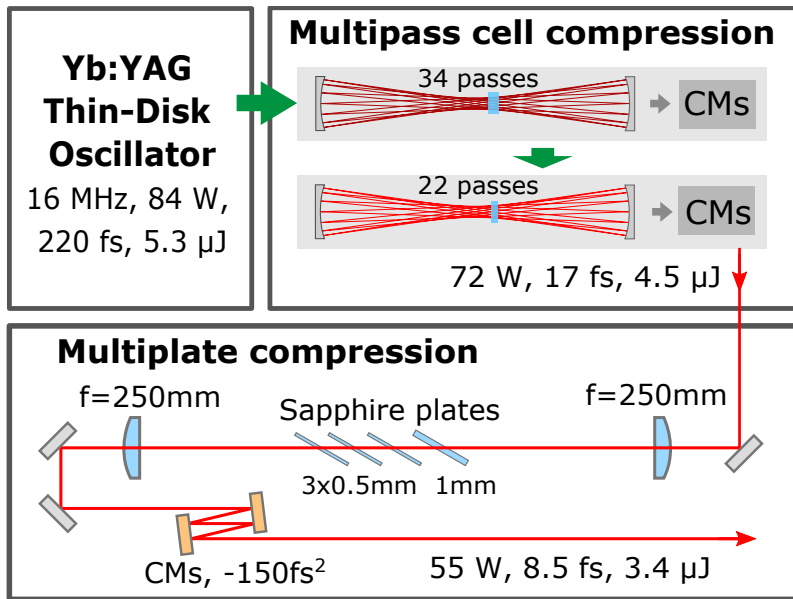 Yb:YAG
Thin-Disk
Oscillator
16 MHz, 84 W,
220 fs, 5.3 µJ
Multipass cell compression
34 passes
CMs
22 passes
CMs
72 W, 17 fs, 4.5 µJ
Multiplate compression
f=250mm
Sapphire plates
f=250mm
3x0.5mm
1mm
CMs, -150fs²
55 W, 8.5 fs, 3.4 µJ